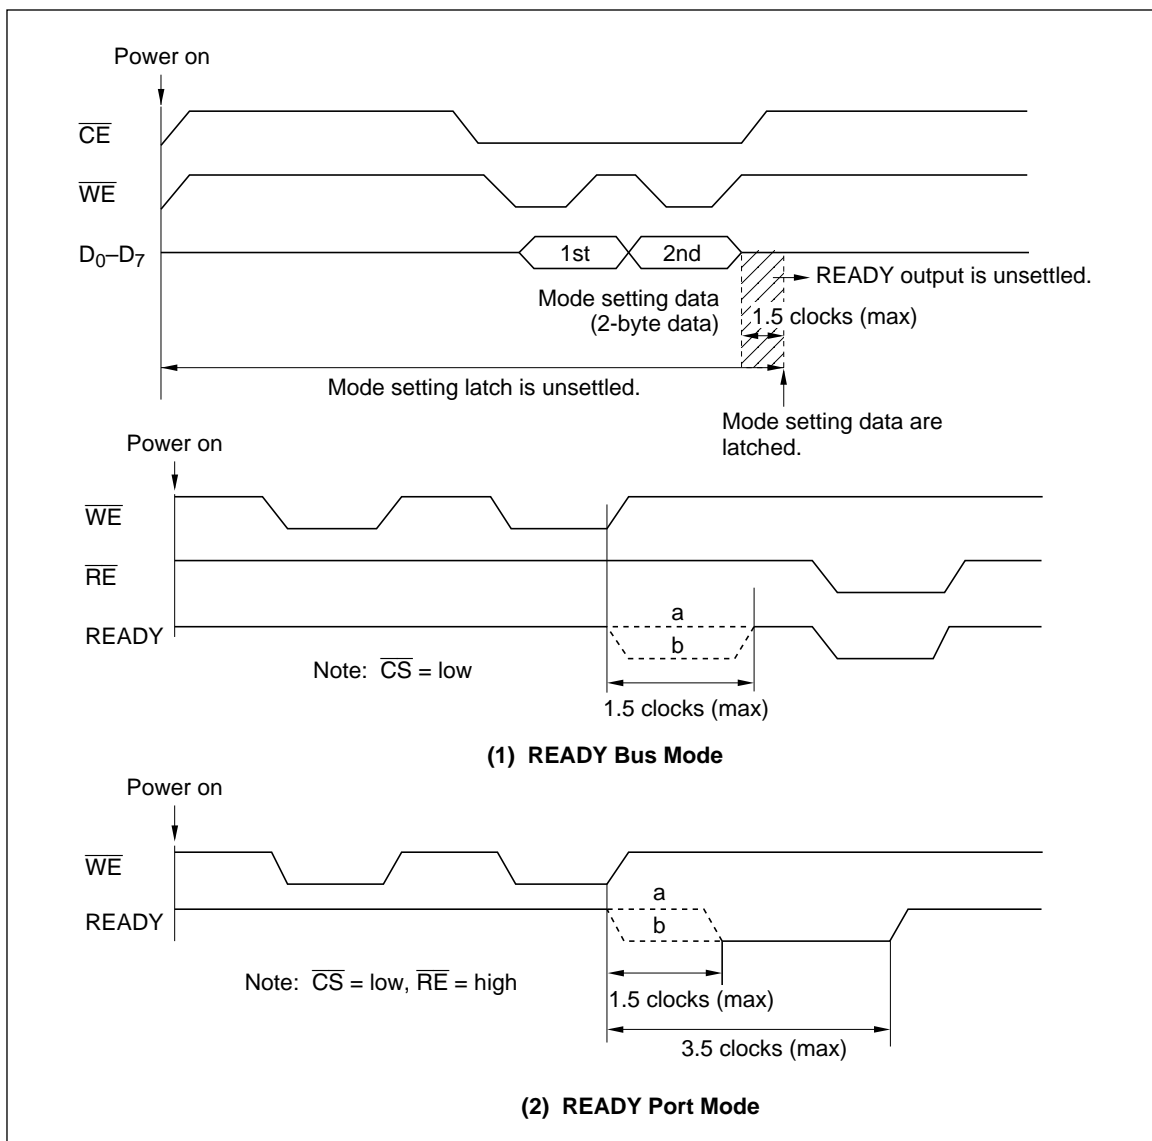 Power on
CE
WE
D0–D7
1st 2nd
READY output is unsettled.
Mode setting data
(2-byte data)
1.5 clocks (max)
Mode setting latch is unsettled.
Mode setting data are
latched.
Power on
WE
RE
READY
a
b
Note: CS = low
1.5 clocks (max)
(1) READY Bus Mode
Power on
WE
READY
a
b
Note: CS = low, RE = high
1.5 clocks (max)
3.5 clocks (max)
(2) READY Port Mode